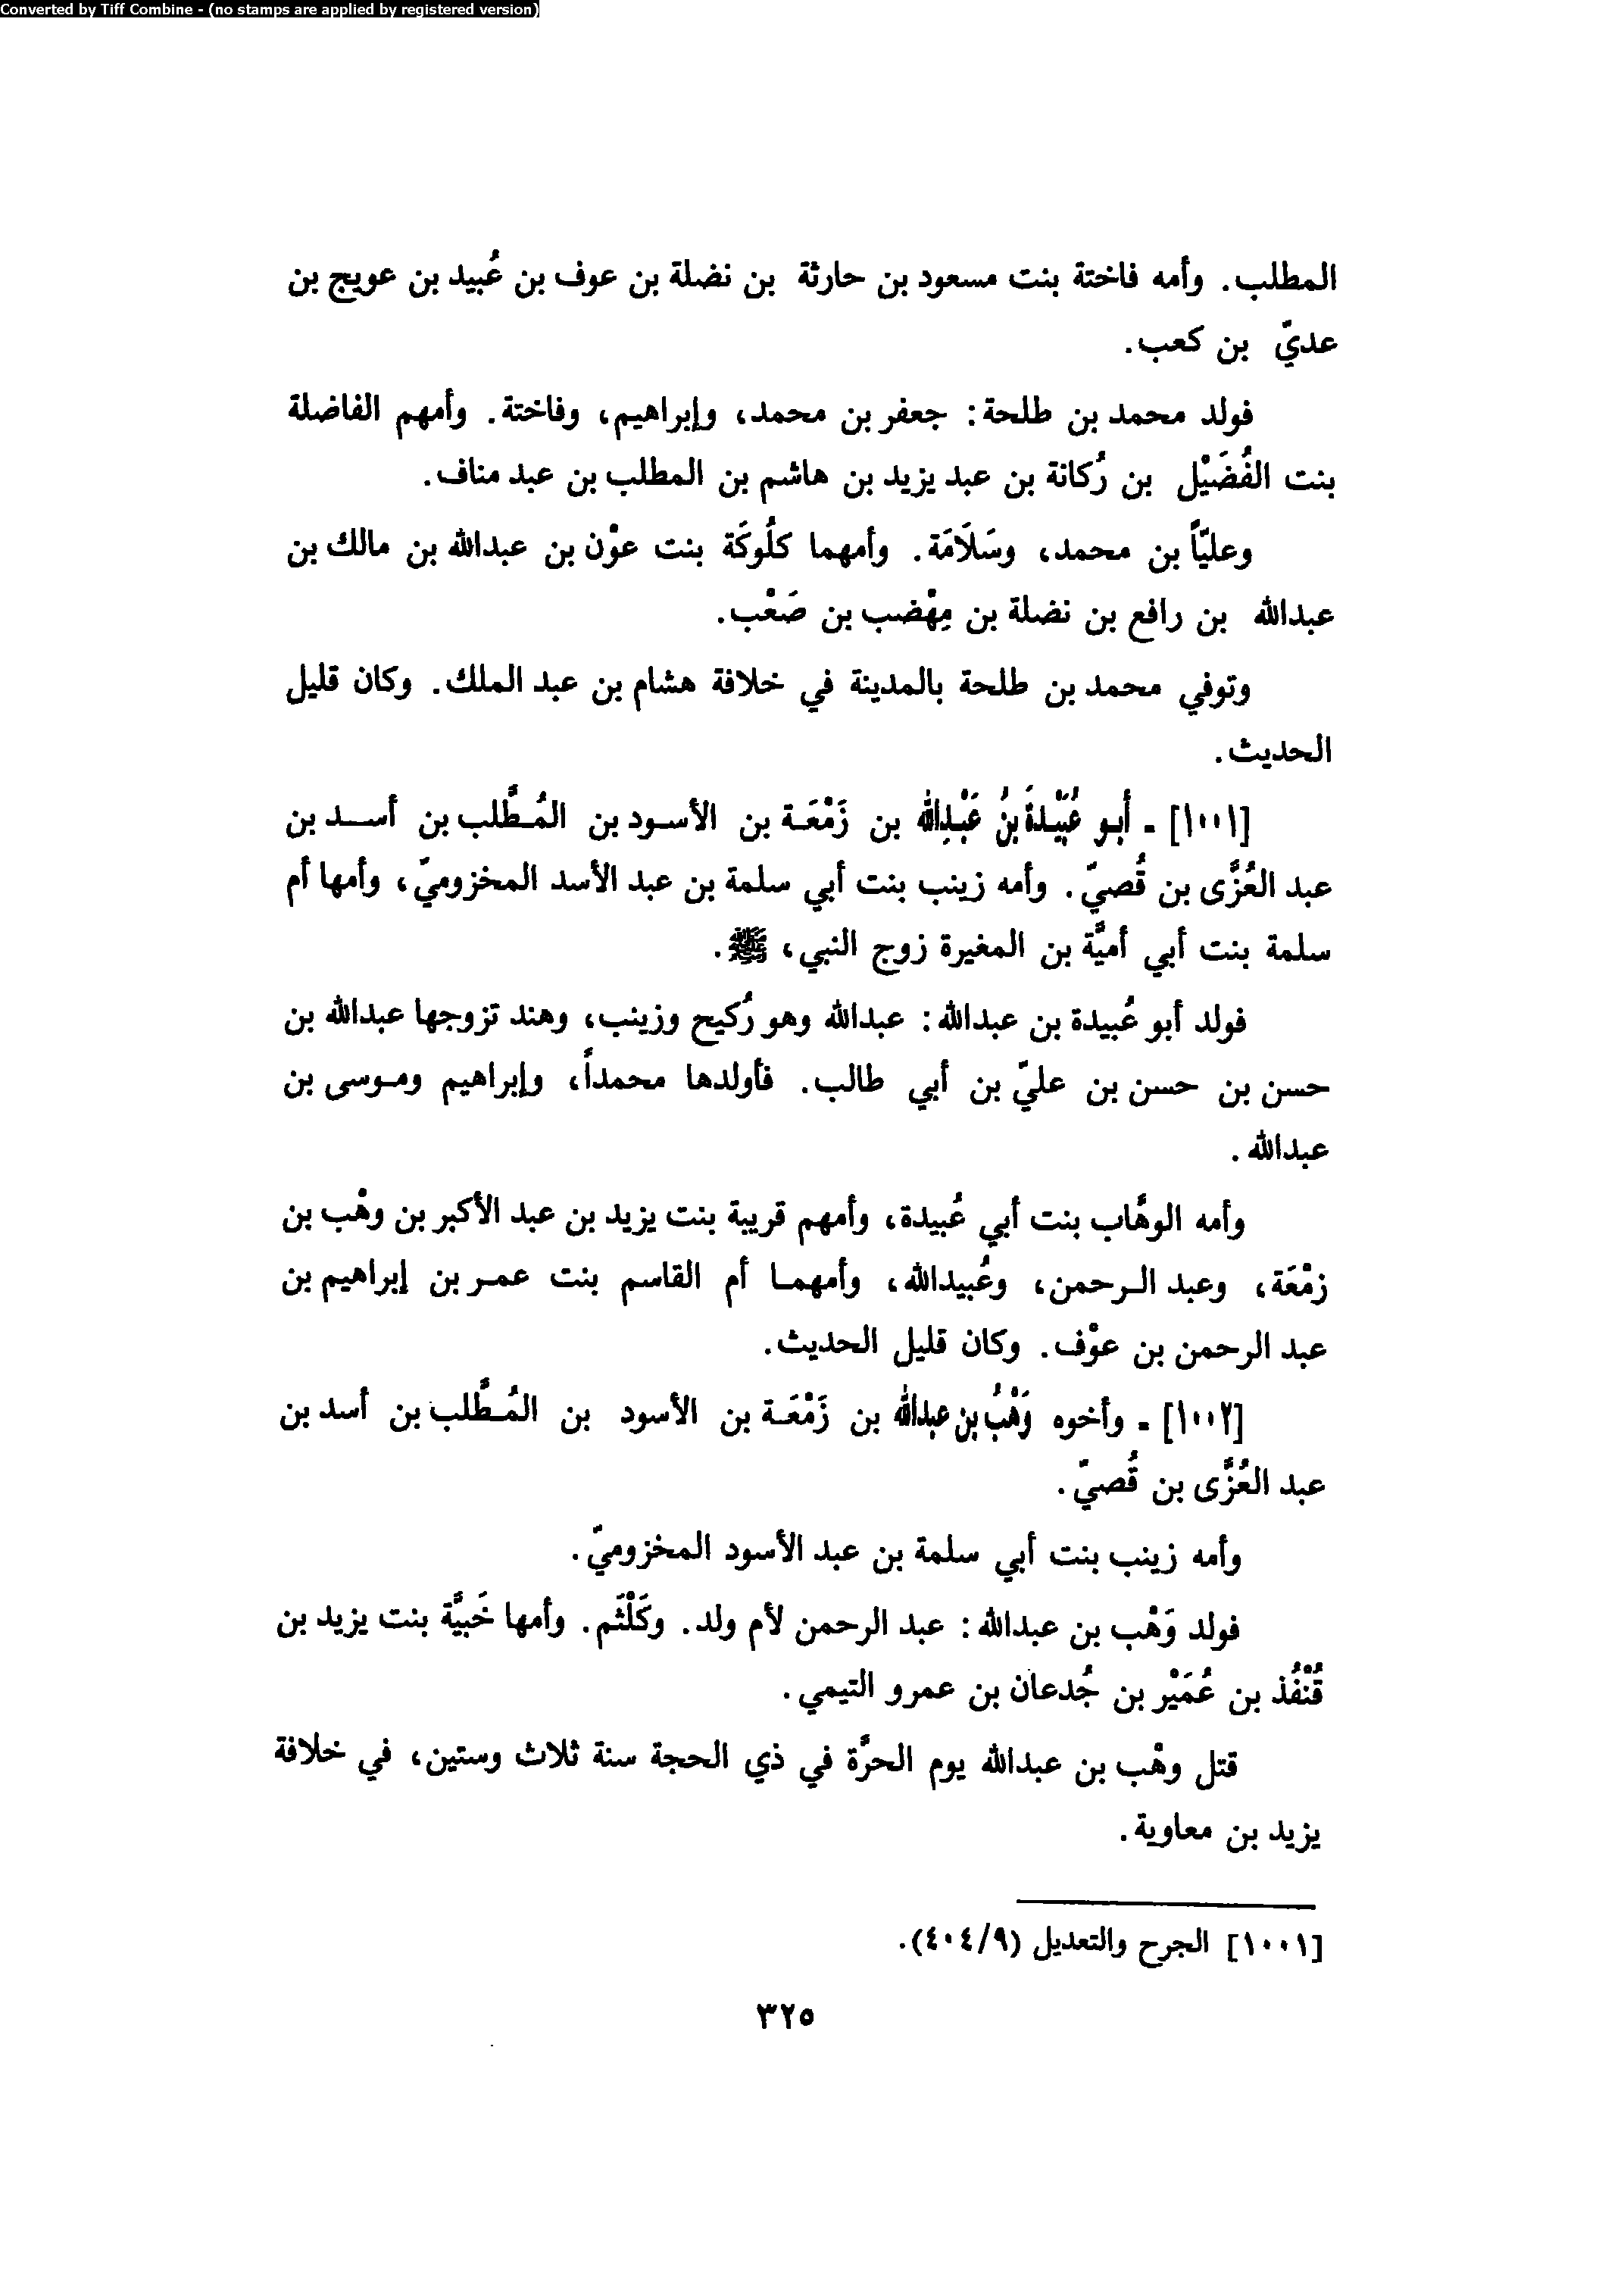 Converted by Tiff Combine - (no stamps are applied by registered version)
المطلب. وأمه فاختة بنت مسعود بن حارثة بن نضلة بن عوف بن عُبيد بن عويج بن
عديّ بن كعب.
فولد محمد بن طلحة: جعفر بن محمد، وإبراهيم، وفاختة. وأمهم الفاضلة
بنت الفُضَيْل بن رُكانة بن عبد يزيد بن هاشم بن المطلب بن عبد مناف.
وعليّاً بن محمد، وسَلَامَة. وأمهما كلُوكَة بنت عوْن بن عبدالله بن مالك بن
عبدالله بن رافع بن نضلة بن مِهْضب بن صَعْب.
وتوفي محمد بن طلحة بالمدينة في خلافة هشام بن عبد الملك. وكان قليل
الحديث.
[١٠٠١] - أَبو عُبَيْدةَ بنُ عَبْدِالله بن زَمْعَة بن الأسود بن المُطَّلب بن أسد بن
عبد العُزَّى بن قُصيّ. وأمه زينب بنت أبي سلمة بن عبد الأسد المخزوميّ، وأمها أم
سلمة بنت أبي أميَّة بن المغيرة زوج النبي، ﷺ.
فولد أبو عُبيدة بن عبدالله: عبدالله وهو رُكيح وزينب، وهند تزوجها عبدالله بن
حسن بن حسن بن عليّ بن أبي طالب. فأولدها محمداً، وإبراهيم وموسى بن
عبدالله.
وأمه الوهَّاب بنت أبي عُبيدة، وأمهم قريبة بنت يزيد بن عبد الأكبر بن وهْب بن
زمْعَة، وعبد الرحمن، وعُبيدالله، وأمهما أم القاسم بنت عمر بن إبراهيم بن
عبد الرحمن بن عوْف. وكان قليل الحديث.
[١٠٠٢] - وأخوه وَهْبُ بن عبدالله بن زَمْعَة بن الأسود بن المُطَّلب بن أسد بن
عبد العُزَّى بن قُصيّ.
وأمه زينب بنت أبي سلمة بن عبد الأسود المخزوميّ.
فولد وَهْب بن عبدالله: عبد الرحمن لأم ولد. وكَلْثَم. وأمها خَبيَّة بنت يزيد بن
قُنْفُذ بن عُمَيْر بن جُدعان بن عمرو التيمي.
قتل وهْب بن عبدالله يوم الحرَّة في ذي الحجة سنة ثلاث وستين، في خلافة
يزيد بن معاوية.
[١٠٠١] الجرح والتعديل (٩/٤٠٤).
٣٢٥